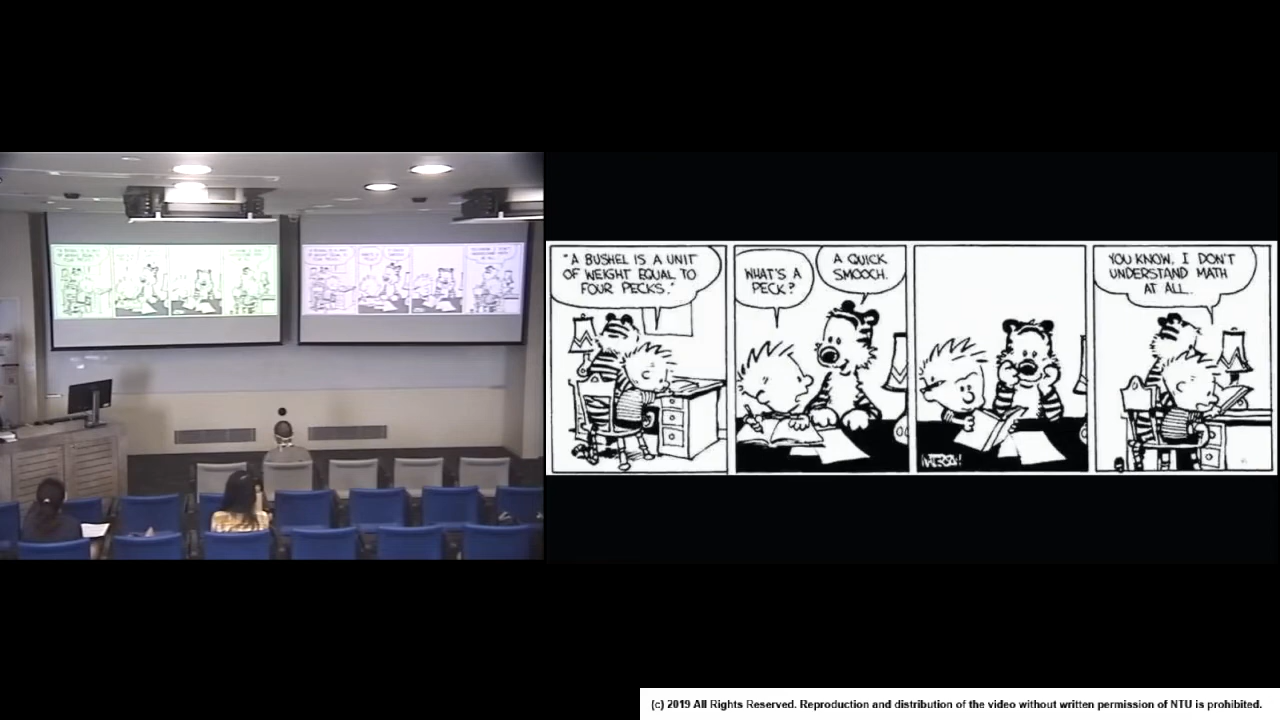 "A BUSHEL IS A UNIT
OF WEIGHT EQUAL TO
FOUR PECKS."
WHAT'S A
PECK?
A QUICK
SMOOCH.
WATTERSON
YOU KNOW, I DON'T
UNDERSTAND MATH
AT ALL.
(c) 2019 All Rights Reserved. Reproduction and distribution of the video without written permission of NTU is prohibited.